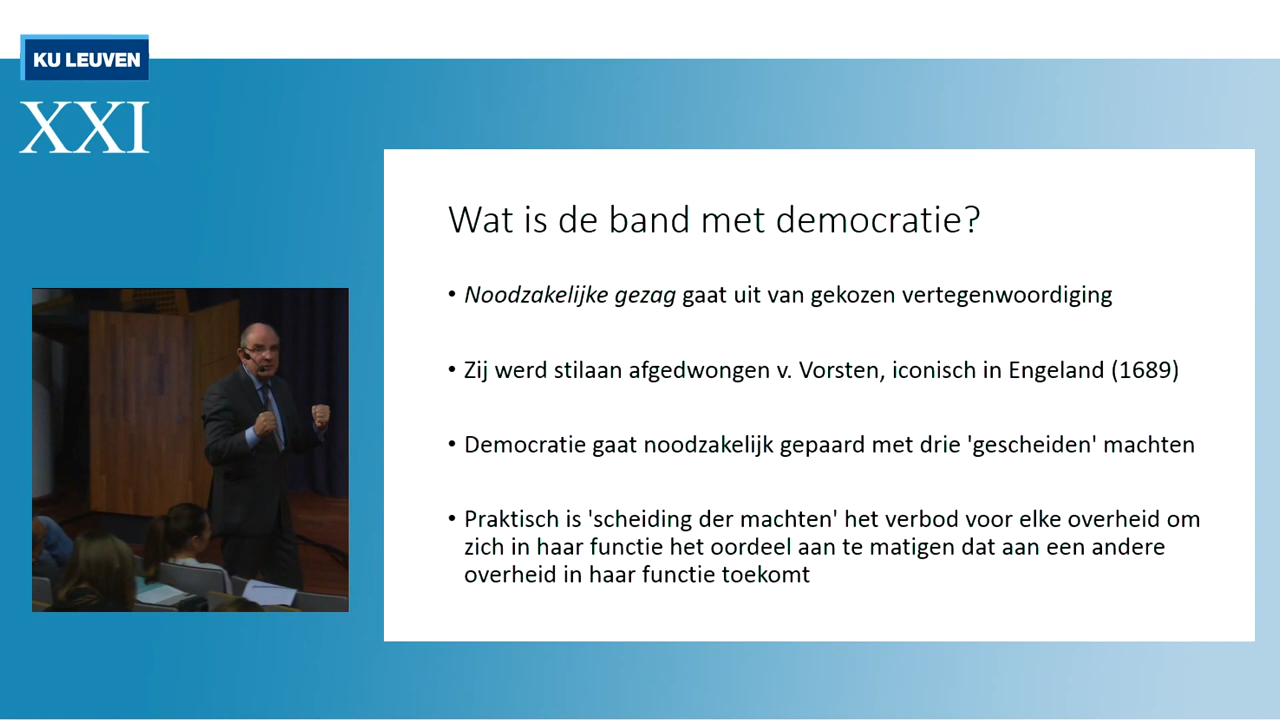 KU LEUVEN
XXI
Wat is de band met democratie?
• Noodzakelijke gezag gaat uit van gekozen vertegenwoordiging
• Zij werd stilaan afgedwongen v. Vorsten, iconisch in Engeland (1689)
• Democratie gaat noodzakelijk gepaard met drie 'gescheiden' machten
• Praktisch is 'scheiding der machten' het verbod voor elke overheid om
zich in haar functie het oordeel aan te matigen dat aan een andere
overheid in haar functie toekomt